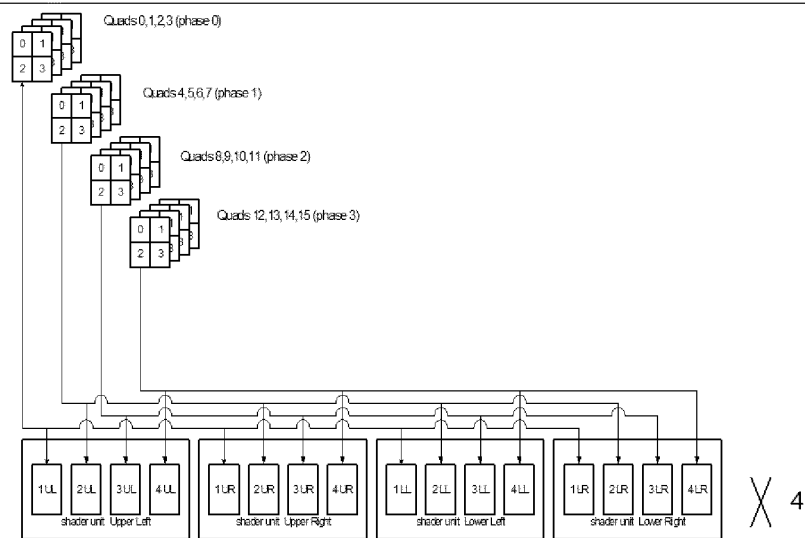 Quads 0,1,2,3 (phase 0)
0 1
2 3
Quads 4,5,6,7 (phase 1)
0 1
2 3
Quads 8,9,10,11 (phase 2)
0 1
2 3
Quads 12,13,14,15 (phase 3)
0 1
2 3
1 UL 2 UL 3 UL 4 UL
shader unit Upper Left
1 UR 2 UR 3 UR 4 UR
shader unit Upper Right
1 LL 2 LL 3 LL 4 LL
shader unit Lower Left
1 LR 2 LR 3 LR 4 LR
shader unit Lower Right
X 4